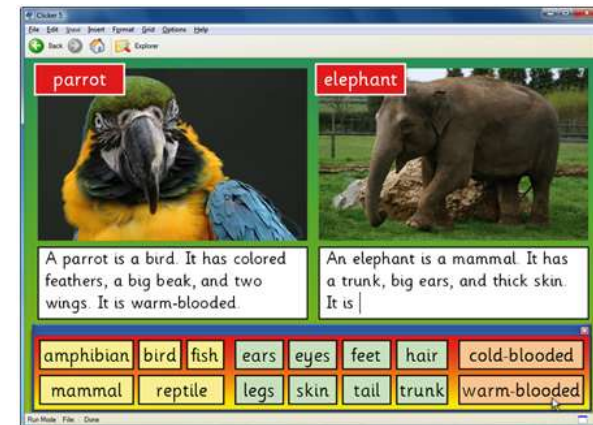 Clicker 5
File Edit View Insert Format Grid Options Help
Back Explorer
parrot
elephant
A parrot is a bird. It has colored
feathers, a big beak, and two
wings. It is warm-blooded.
An elephant is a mammal. It has
a trunk, big ears, and thick skin.
It is
amphibian bird fish ears eyes feet hair cold-blooded
mammal reptile legs skin tail trunk warm-blooded
Run Mode File: Done